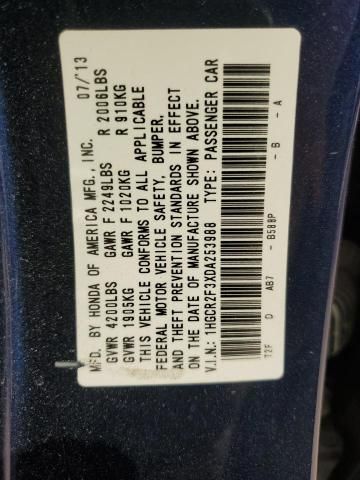 MFD. BY HONDA OF AMERICA MFG., INC. 07/'13
GVWR 4200LBS GAWR F 2249LBS R 2006LBS
GVWR 1905KG GAWR F 1020KG R 910KG
THIS VEHICLE CONFORMS TO ALL APPLICABLE
FEDERAL MOTOR VEHICLE SAFETY, BUMPER,
AND THEFT PREVENTION STANDARDS IN EFFECT
ON THE DATE OF MANUFACTURE SHOWN ABOVE.
V.I.N.: 1HGCR2F3XDA253988 TYPE: PASSENGER CAR
T2F D AB7 - B588P - B - A